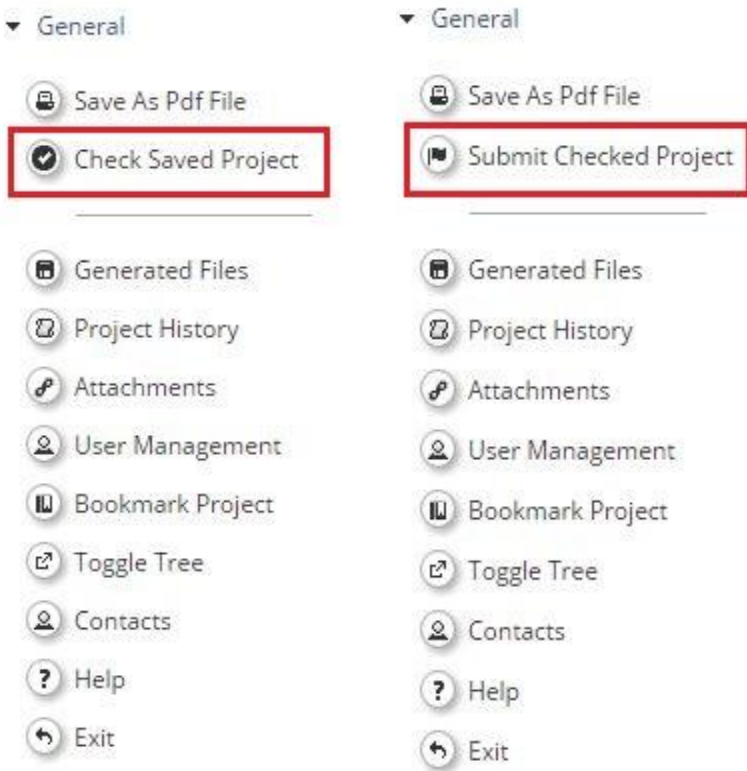 General
Save As Pdf File
Check Saved Project
Generated Files
Project History
Attachments
User Management
Bookmark Project
Toggle Tree
Contacts
? Help
Exit
General
Save As Pdf File
Submit Checked Project
Generated Files
Project History
Attachments
User Management
Bookmark Project
Toggle Tree
Contacts
? Help
Exit